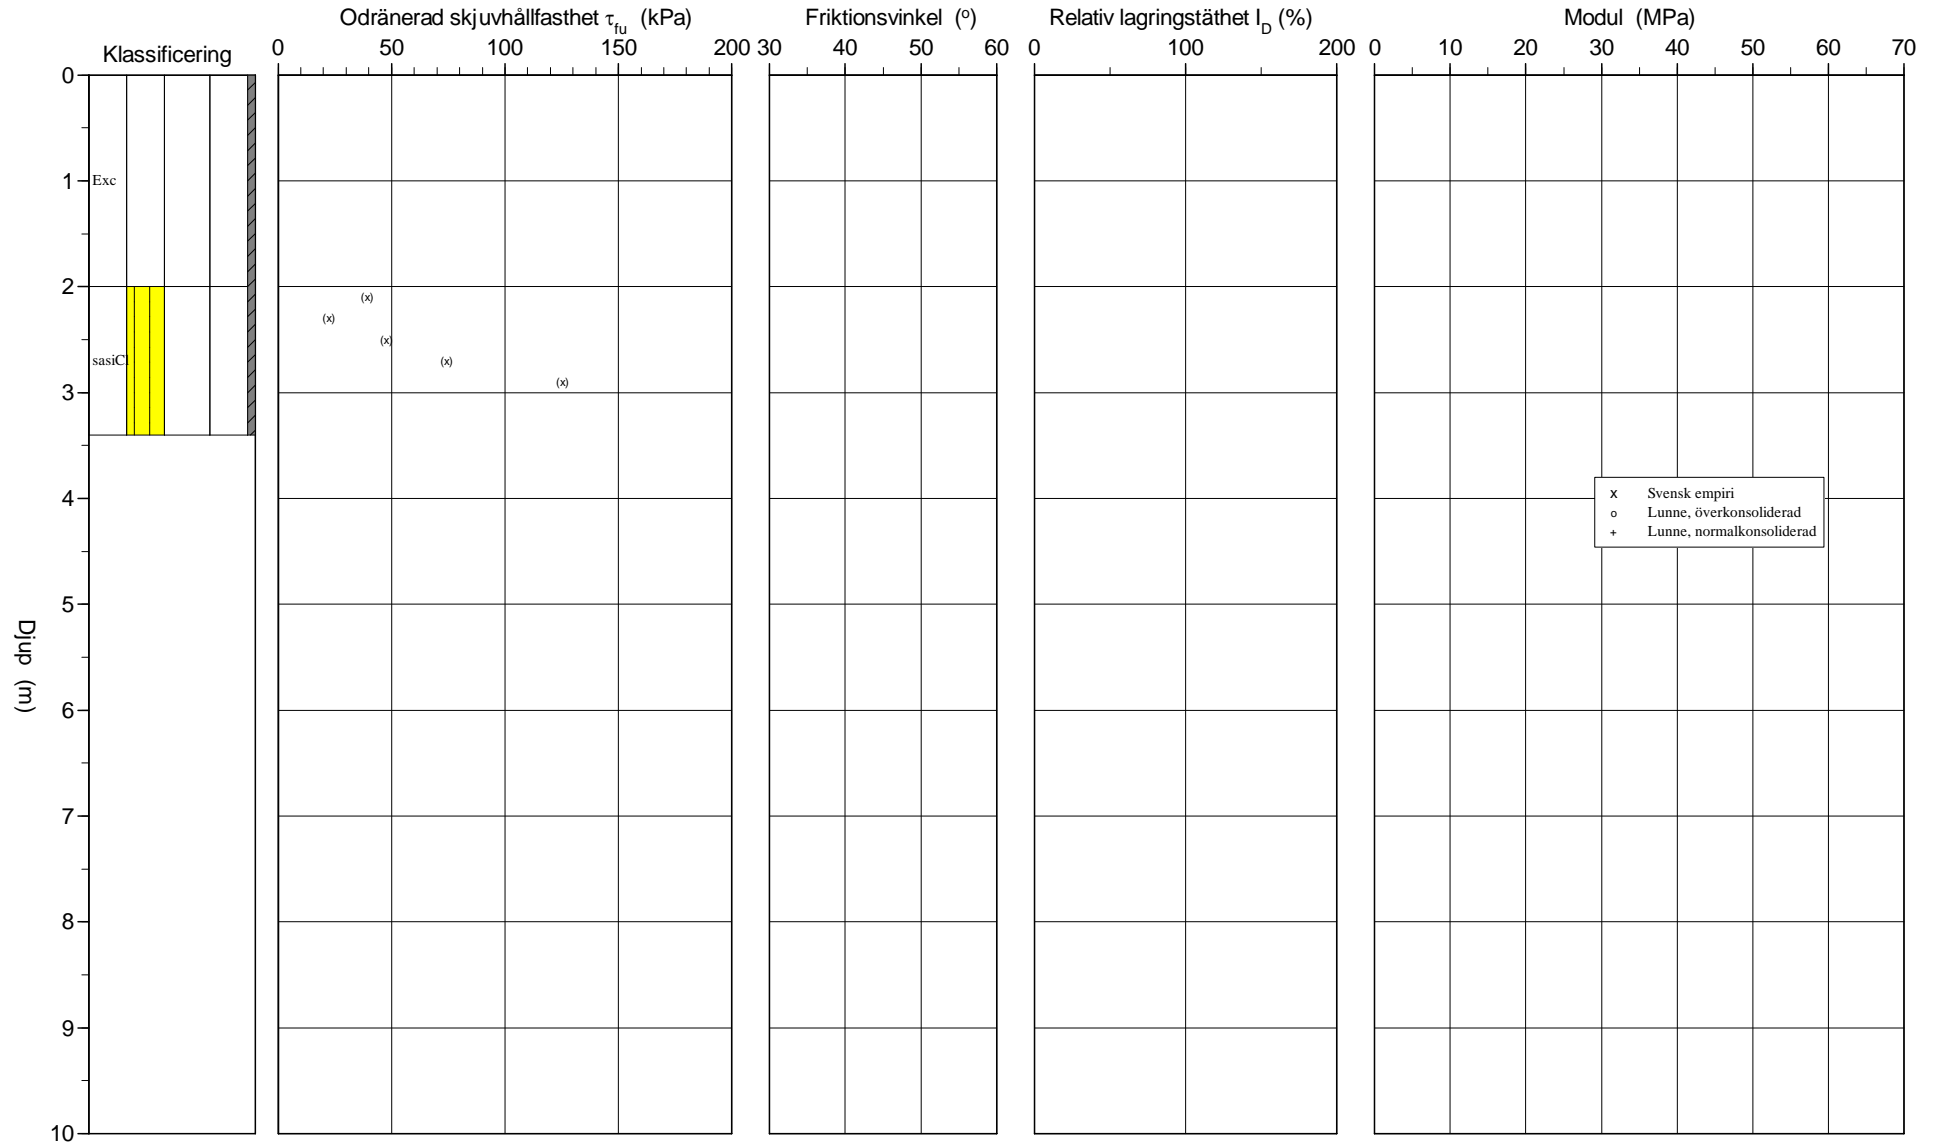 Odränerad skjuvhållfasthet τfu (kPa)
Friktionsvinkel (o)
Relativ lagringstäthet ID (%)
Modul (MPa)
Klassificering
0 50 100 150 200
30 40 50 60
0 100 200
0 10 20 30 40 50 60 70
0
1
2
3
4
5
6
7
8
9
10
Djup (m)
Exc
sasiCl
(x)
(x)
(x)
(x)
(x)
x Svensk empiri
o Lunne, överkonsoliderad
+ Lunne, normalkonsoliderad